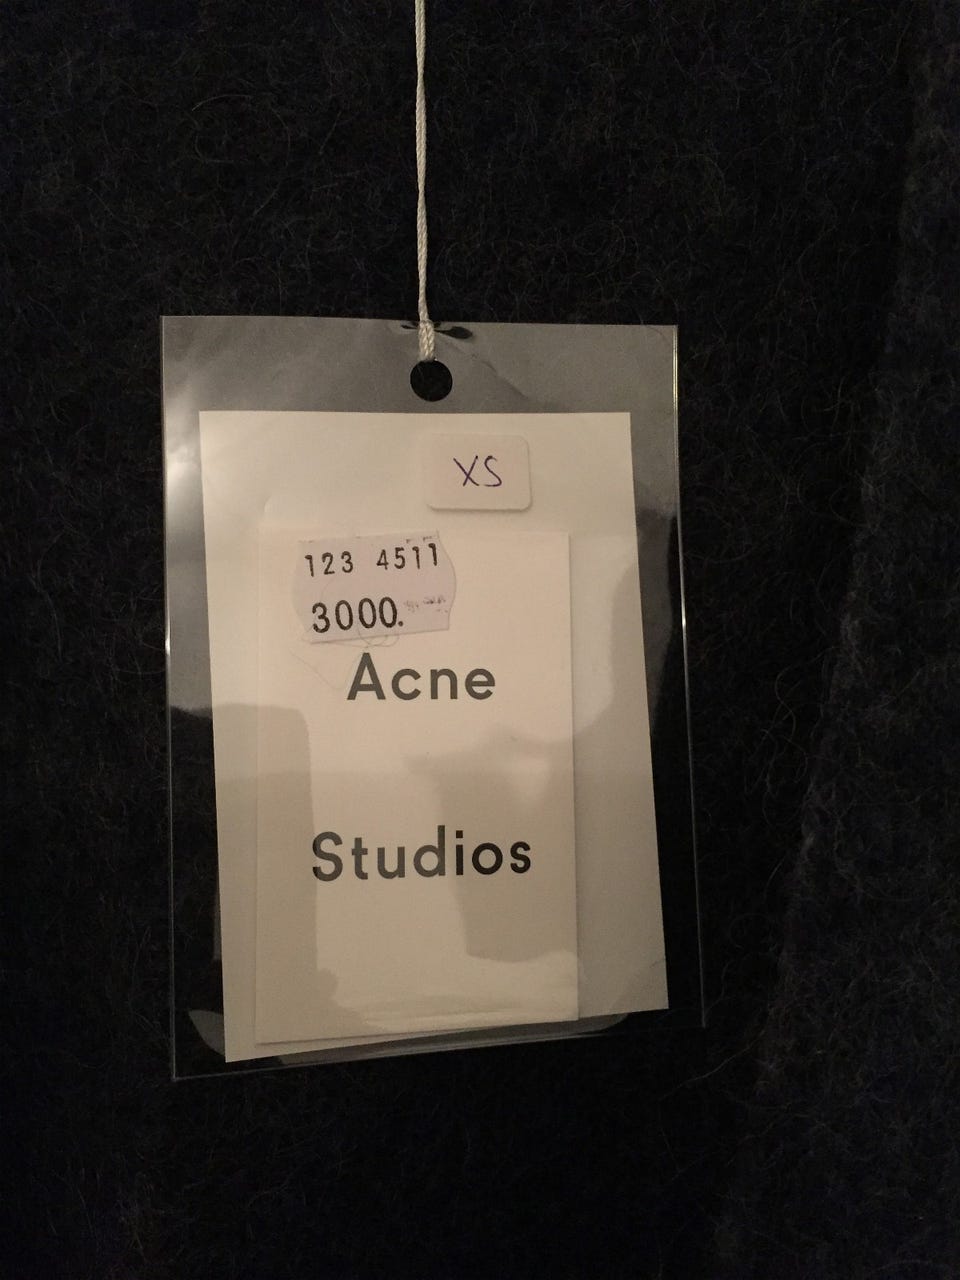 XS
123 4511
3000.
Acne
Studios